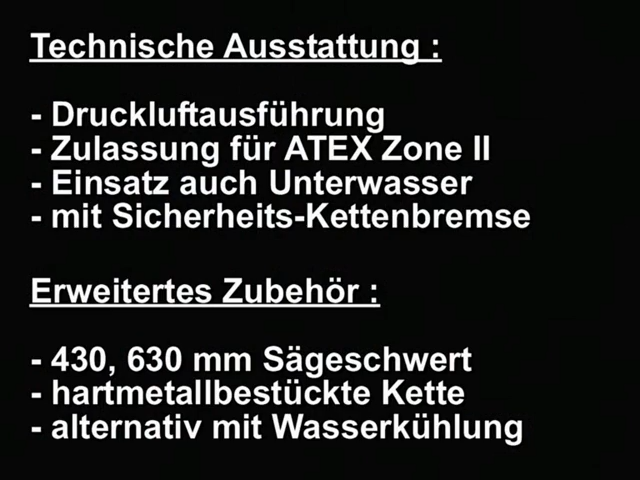 Technische Ausstattung :
- Druckluftausführung
- Zulassung für ATEX Zone II
- Einsatz auch Unterwasser
- mit Sicherheits-Kettenbremse
Erweitertes Zubehör :
- 430, 630 mm Sägeschwert
- hartmetallbestückte Kette
- alternativ mit Wasserkühlung